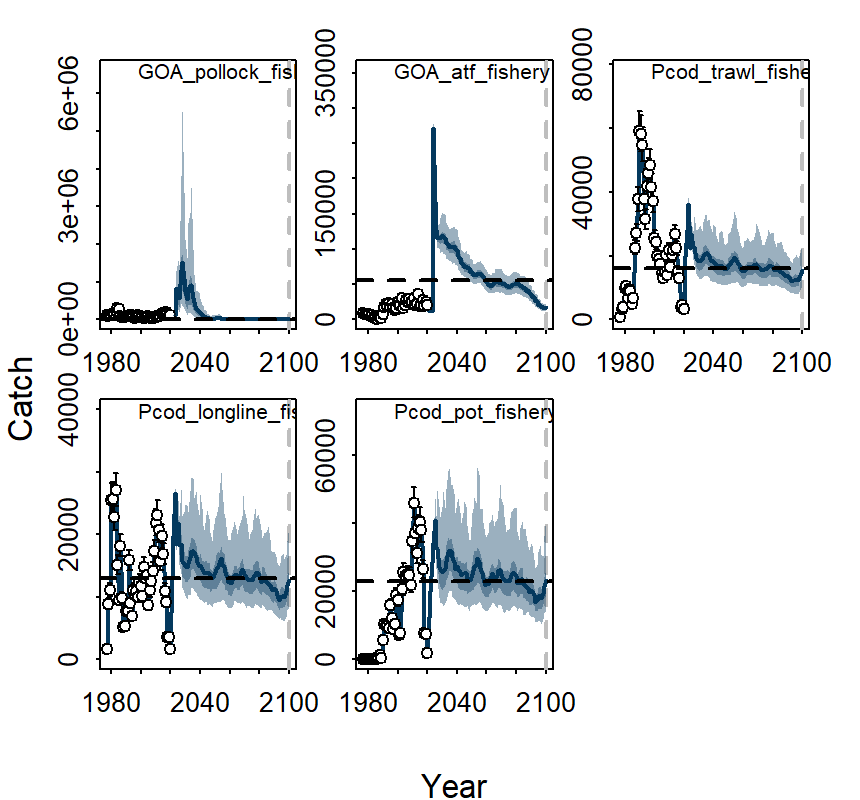 GOA_pollock_fisl
GOA_atf_fishery
Pcod_trawl_fishe
6e+06
3e+06
0e+00
350000
150000
0
80000
40000
0
1980 2040 2100
1980 2040 2100
1980 2040 2100
Catch
Pcod_longline_fis
Pcod_pot_fishery
40000
20000
0
60000
20000
0
1980 2040 2100
1980 2040 2100
Year